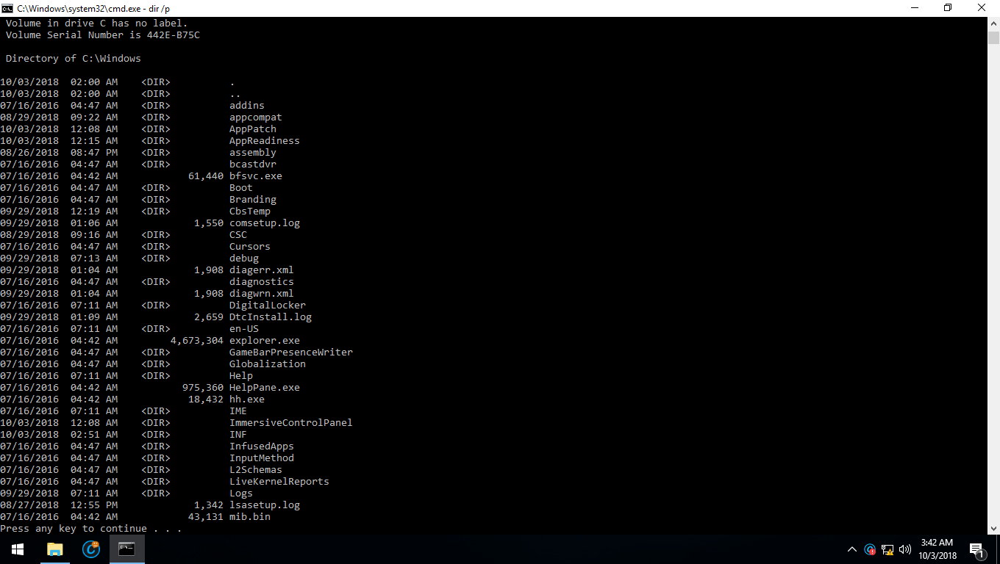 C:\Windows\system32\cmd.exe - dir /p
Volume in drive C has no label.
Volume Serial Number is 442E-B75C
Directory of C:\Windows
10/03/2018  02:00 AM    <DIR>          .
10/03/2018  02:00 AM    <DIR>          ..
07/16/2016  04:47 AM    <DIR>          addins
08/29/2018  09:22 AM    <DIR>          appcompat
10/03/2018  12:08 AM    <DIR>          AppPatch
10/03/2018  12:15 AM    <DIR>          AppReadiness
08/26/2018  08:47 PM    <DIR>          assembly
07/16/2016  04:47 AM    <DIR>          bcastdvr
07/16/2016  04:42 AM            61,440 bfsvc.exe
07/16/2016  04:47 AM    <DIR>          Boot
07/16/2016  04:47 AM    <DIR>          Branding
09/29/2018  12:19 AM    <DIR>          CbsTemp
09/29/2018  01:06 AM             1,550 comsetup.log
08/29/2018  09:16 AM    <DIR>          CSC
07/16/2016  04:47 AM    <DIR>          Cursors
09/29/2018  07:13 AM    <DIR>          debug
09/29/2018  01:04 AM             1,908 diagerr.xml
07/16/2016  04:47 AM    <DIR>          diagnostics
09/29/2018  01:04 AM             1,908 diagwrn.xml
07/16/2016  07:11 AM    <DIR>          DigitalLocker
09/29/2018  01:09 AM             2,659 DtcInstall.log
07/16/2016  07:11 AM    <DIR>          en-US
07/16/2016  04:42 AM         4,673,304 explorer.exe
07/16/2016  04:47 AM    <DIR>          GameBarPresenceWriter
07/16/2016  04:47 AM    <DIR>          Globalization
07/16/2016  07:11 AM    <DIR>          Help
07/16/2016  04:42 AM           975,360 HelpPane.exe
07/16/2016  04:42 AM            18,432 hh.exe
07/16/2016  07:11 AM    <DIR>          IME
10/03/2018  12:08 AM    <DIR>          ImmersiveControlPanel
10/03/2018  02:51 AM    <DIR>          INF
07/16/2016  04:47 AM    <DIR>          InfusedApps
07/16/2016  04:47 AM    <DIR>          InputMethod
07/16/2016  04:47 AM    <DIR>          L2Schemas
07/16/2016  04:47 AM    <DIR>          LiveKernelReports
09/29/2018  07:11 AM    <DIR>          Logs
08/27/2018  12:55 PM             1,342 lsasetup.log
07/16/2016  04:42 AM            43,131 mib.bin
Press any key to continue . . .
3:42 AM
10/3/2018
1